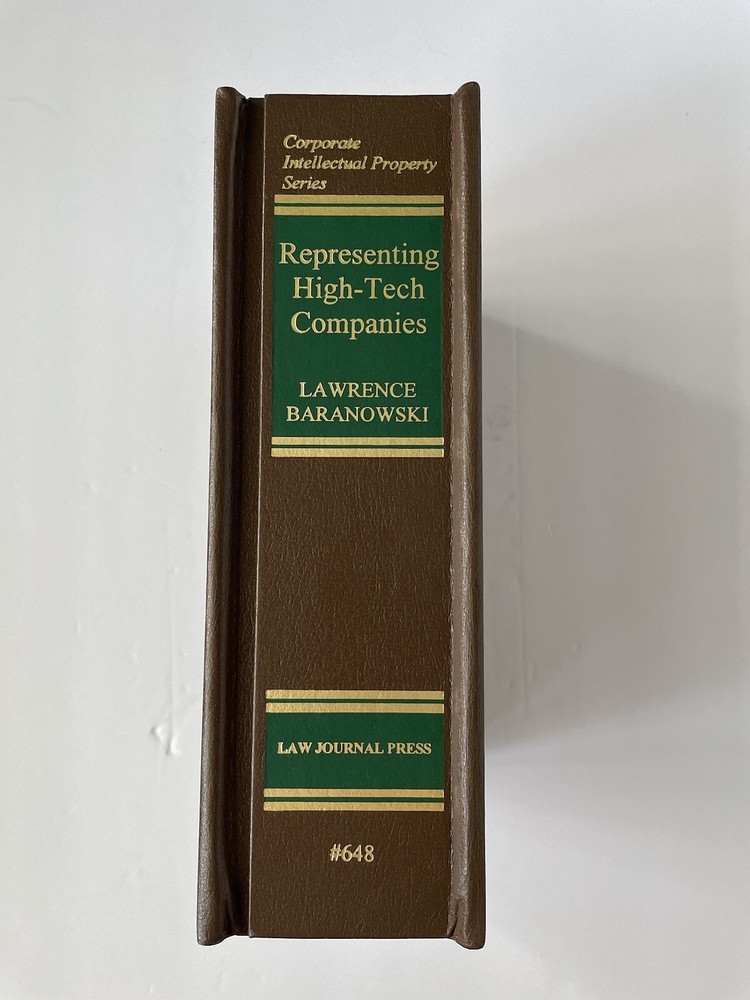 Corporate
Intellectual Property
Series
Representing
High-Tech
Companies
LAWRENCE
BARANOWSKI
LAW JOURNAL PRESS
#648